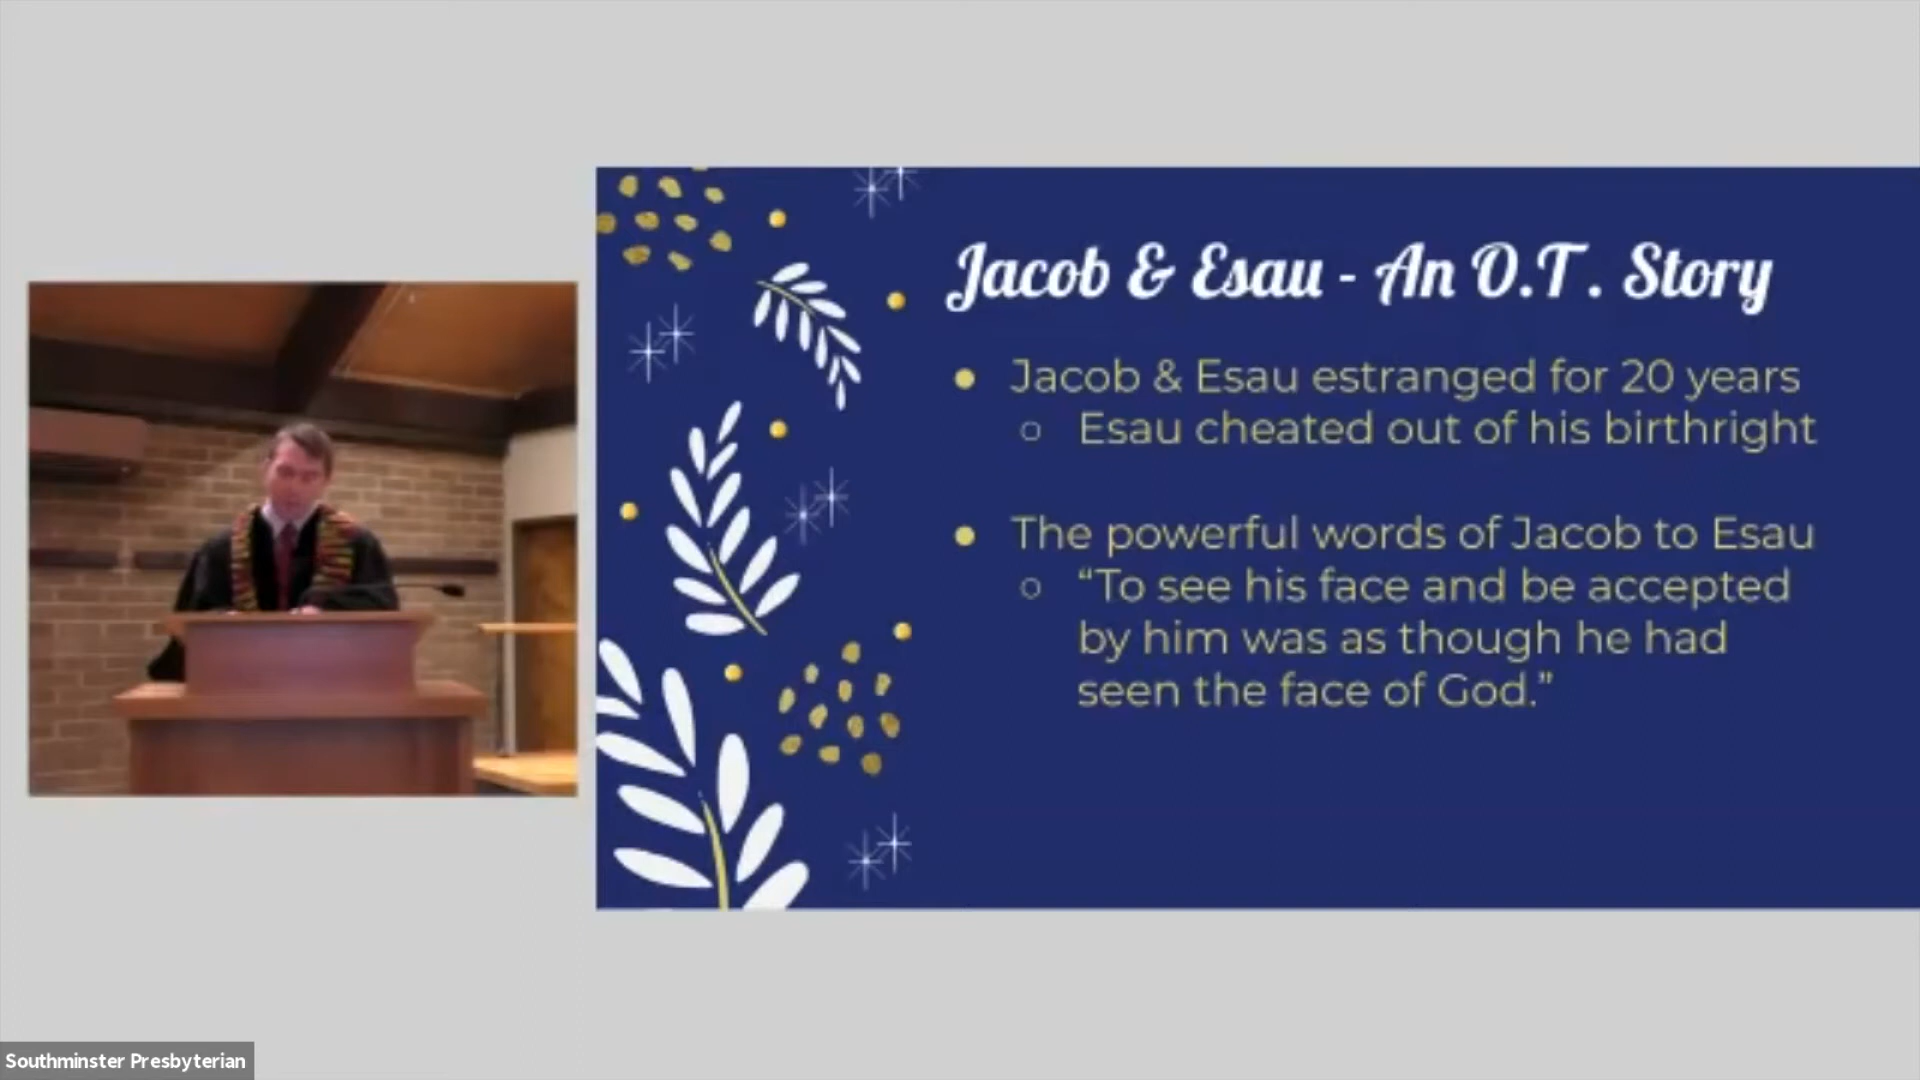 Jacob & Esau - An O.T. Story
● Jacob & Esau estranged for 20 years
○ Esau cheated out of his birthright
● The powerful words of Jacob to Esau
○ “To see his face and be accepted
by him was as though he had
seen the face of God.”
Southminster Presbyterian